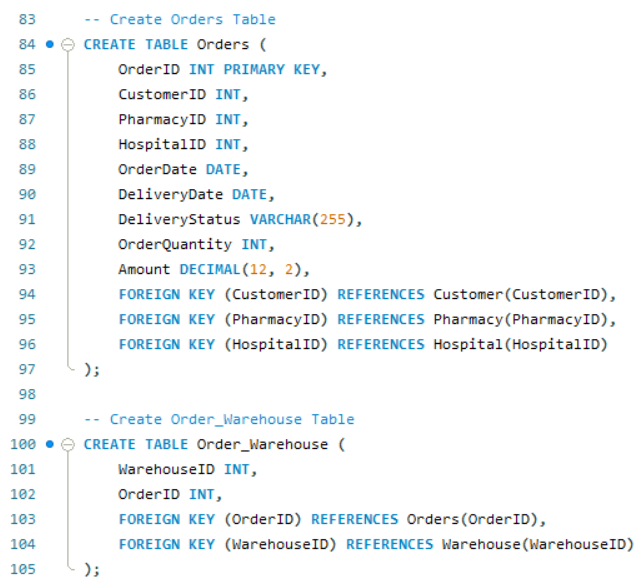 83 -- Create Orders Table
84 CREATE TABLE Orders (
85 OrderID INT PRIMARY KEY,
86 CustomerID INT,
87 PharmacyID INT,
88 HospitalID INT,
89 OrderDate DATE,
90 DeliveryDate DATE,
91 DeliveryStatus VARCHAR(255),
92 OrderQuantity INT,
93 Amount DECIMAL(12, 2),
94 FOREIGN KEY (CustomerID) REFERENCES Customer(CustomerID),
95 FOREIGN KEY (PharmacyID) REFERENCES Pharmacy(PharmacyID),
96 FOREIGN KEY (HospitalID) REFERENCES Hospital(HospitalID)
97 );
98
99 -- Create Order_Warehouse Table
100 CREATE TABLE Order_Warehouse (
101 WarehouseID INT,
102 OrderID INT,
103 FOREIGN KEY (OrderID) REFERENCES Orders(OrderID),
104 FOREIGN KEY (WarehouseID) REFERENCES Warehouse(WarehouseID)
105 );